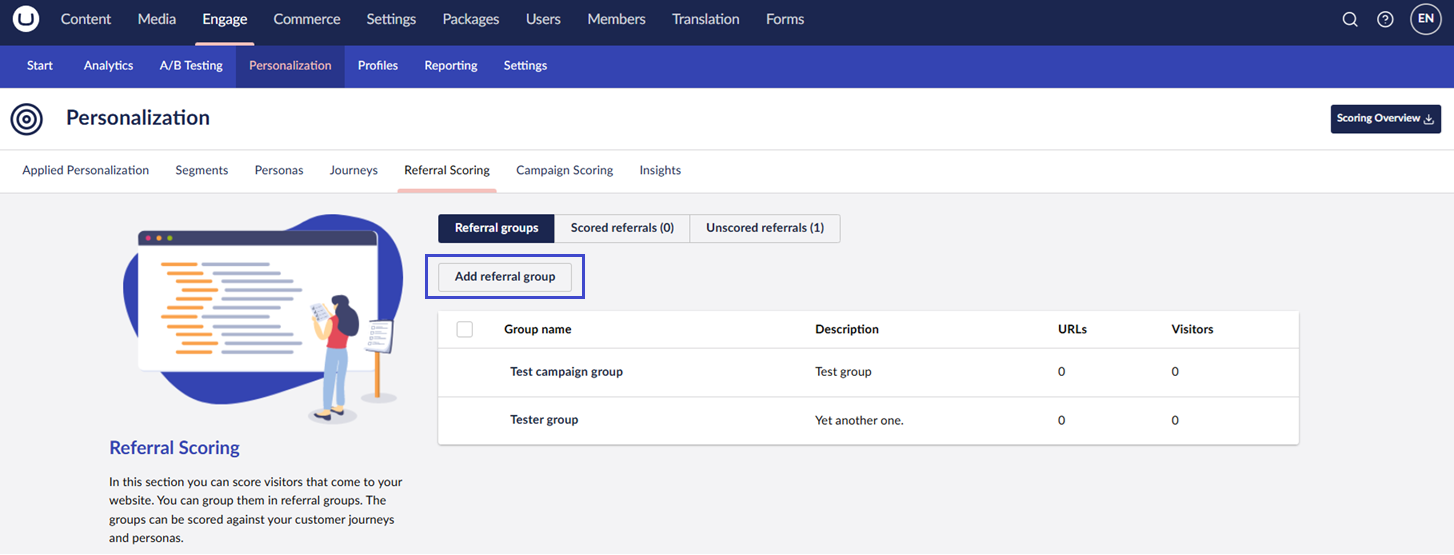 Content Media Engage Commerce Settings Packages Users Members Translation Forms EN
Start Analytics A/B Testing Personalization Profiles Reporting Settings
Personalization
Scoring Overview
Applied Personalization Segments Personas Journeys Referral Scoring Campaign Scoring Insights
Referral groups Scored referrals (0) Unscored referrals (1)
Add referral group
Group name Description URLs Visitors
Test campaign group Test group 0 0
Tester group Yet another one. 0 0
Referral Scoring
In this section you can score visitors that come to your
website. You can group them in referral groups. The
groups can be scored against your customer journeys
and personas.